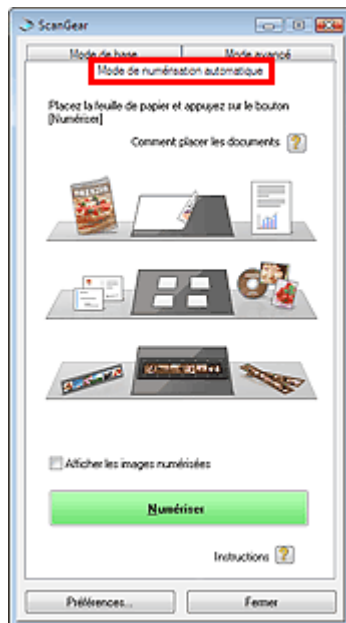 ScanGear
Mode de base
Mode avancé
Mode de numérisation automatique
Placez la feuille de papier et appuyez sur le bouton
[Numériser]
Comment placer les documents
Afficher les images numérisées
Numériser
Instructions
Préférences...
Fermer